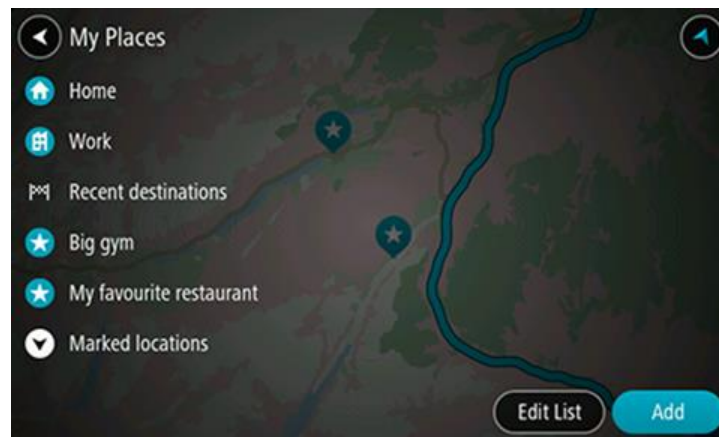 My Places
Home
Work
Recent destinations
Big gym
My favourite restaurant
Marked locations
Edit List
Add